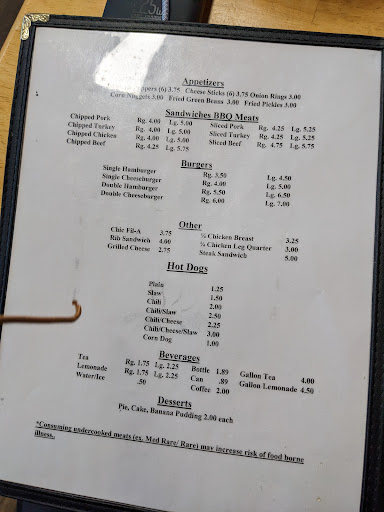 Appetizers
(6) 3.75 Cheese Sticks (6) 3.75 Onion Rings 3.00
Corn Nuggets 3.00 Fried Green Beans 3.00 Fried Pickles 3.00
Sandwiches BBQ Meats
Chipped Pork Rg. 4.00 Lg. 5.00 Sliced Pork Rg. 4.25 Lg. 5.25
Chipped Turkey Rg. 4.00 Lg. 5.00 Sliced Turkey Rg. 4.25 Lg. 5.25
Chipped Chicken Rg. 4.00 Lg. 5.00 Sliced Beef Rg. 4.75 Lg. 5.75
Chipped Beef Rg. 4.25 Lg. 5.75
Burgers
Single Hamburger Rg. 3.50 Lg. 4.50
Single Cheeseburger Rg. 4.00 Lg. 5.00
Double Hamburger Rg. 5.50 Lg. 6.50
Double Cheeseburger Rg. 6.00 Lg. 7.00
Other
Chic Fil-A 3.75 ¼ Chicken Breast 3.25
Rib Sandwich 4.00 ¼ Chicken Leg Quarter 3.00
Grilled Cheese 2.75 Steak Sandwich 5.00
Hot Dogs
Plain 1.25
Slaw 1.50
Chili 2.00
Chili/Slaw 2.50
Chili/Cheese 2.25
Chili/Cheese/Slaw 3.00
Corn Dog 1.00
Beverages
Tea Rg. 1.75 Lg. 2.25 Bottle 1.89 Gallon Tea 4.00
Lemonade Rg. 1.75 Lg. 2.25 Can .89 Gallon Lemonade 4.50
Water/Ice .50 Coffee 2.00
Desserts
Pie, Cake, Banana Pudding 2.00 each
*Consuming undercooked meats (ex. Med Rare/ Rare) may increase risk of food borne
illness.